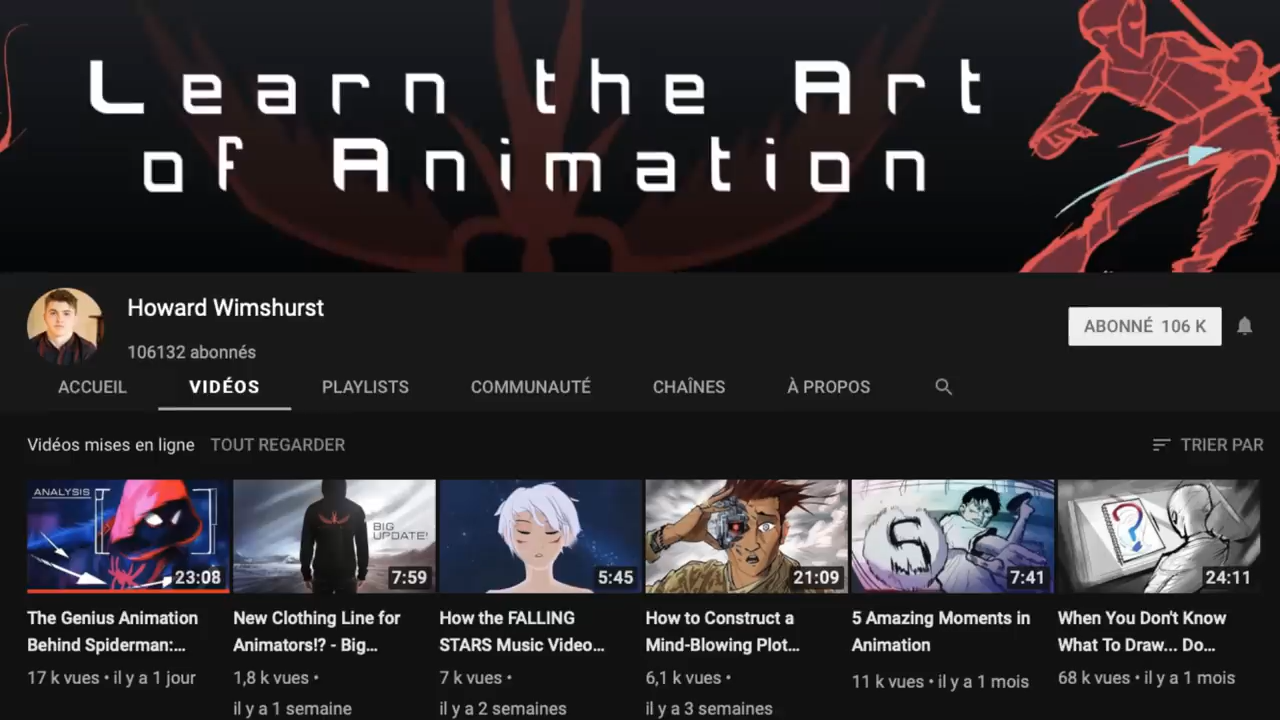 Learn the Art
of Animation
Howard Wimshurst
106132 abonnés
ABONNÉ 106 K
ACCUEIL VIDÉOS PLAYLISTS COMMUNAUTÉ CHAÎNES À PROPOS
Vidéos mises en ligne TOUT REGARDER TRIER PAR
ANALYSIS
23:08
The Genius Animation
Behind Spiderman:...
17 k vues • il y a 1 jour
BIG
UPDATE!
7:59
New Clothing Line for
Animators!? - Big...
1,8 k vues •
il y a 1 semaine
5:45
How the FALLING
STARS Music Video...
7 k vues •
il y a 2 semaines
21:09
How to Construct a
Mind-Blowing Plot...
6,1 k vues •
il y a 3 semaines
S
7:41
5 Amazing Moments in
Animation
11 k vues • il y a 1 mois
?
24:11
When You Don't Know
What To Draw... Do...
68 k vues • il y a 1 mois